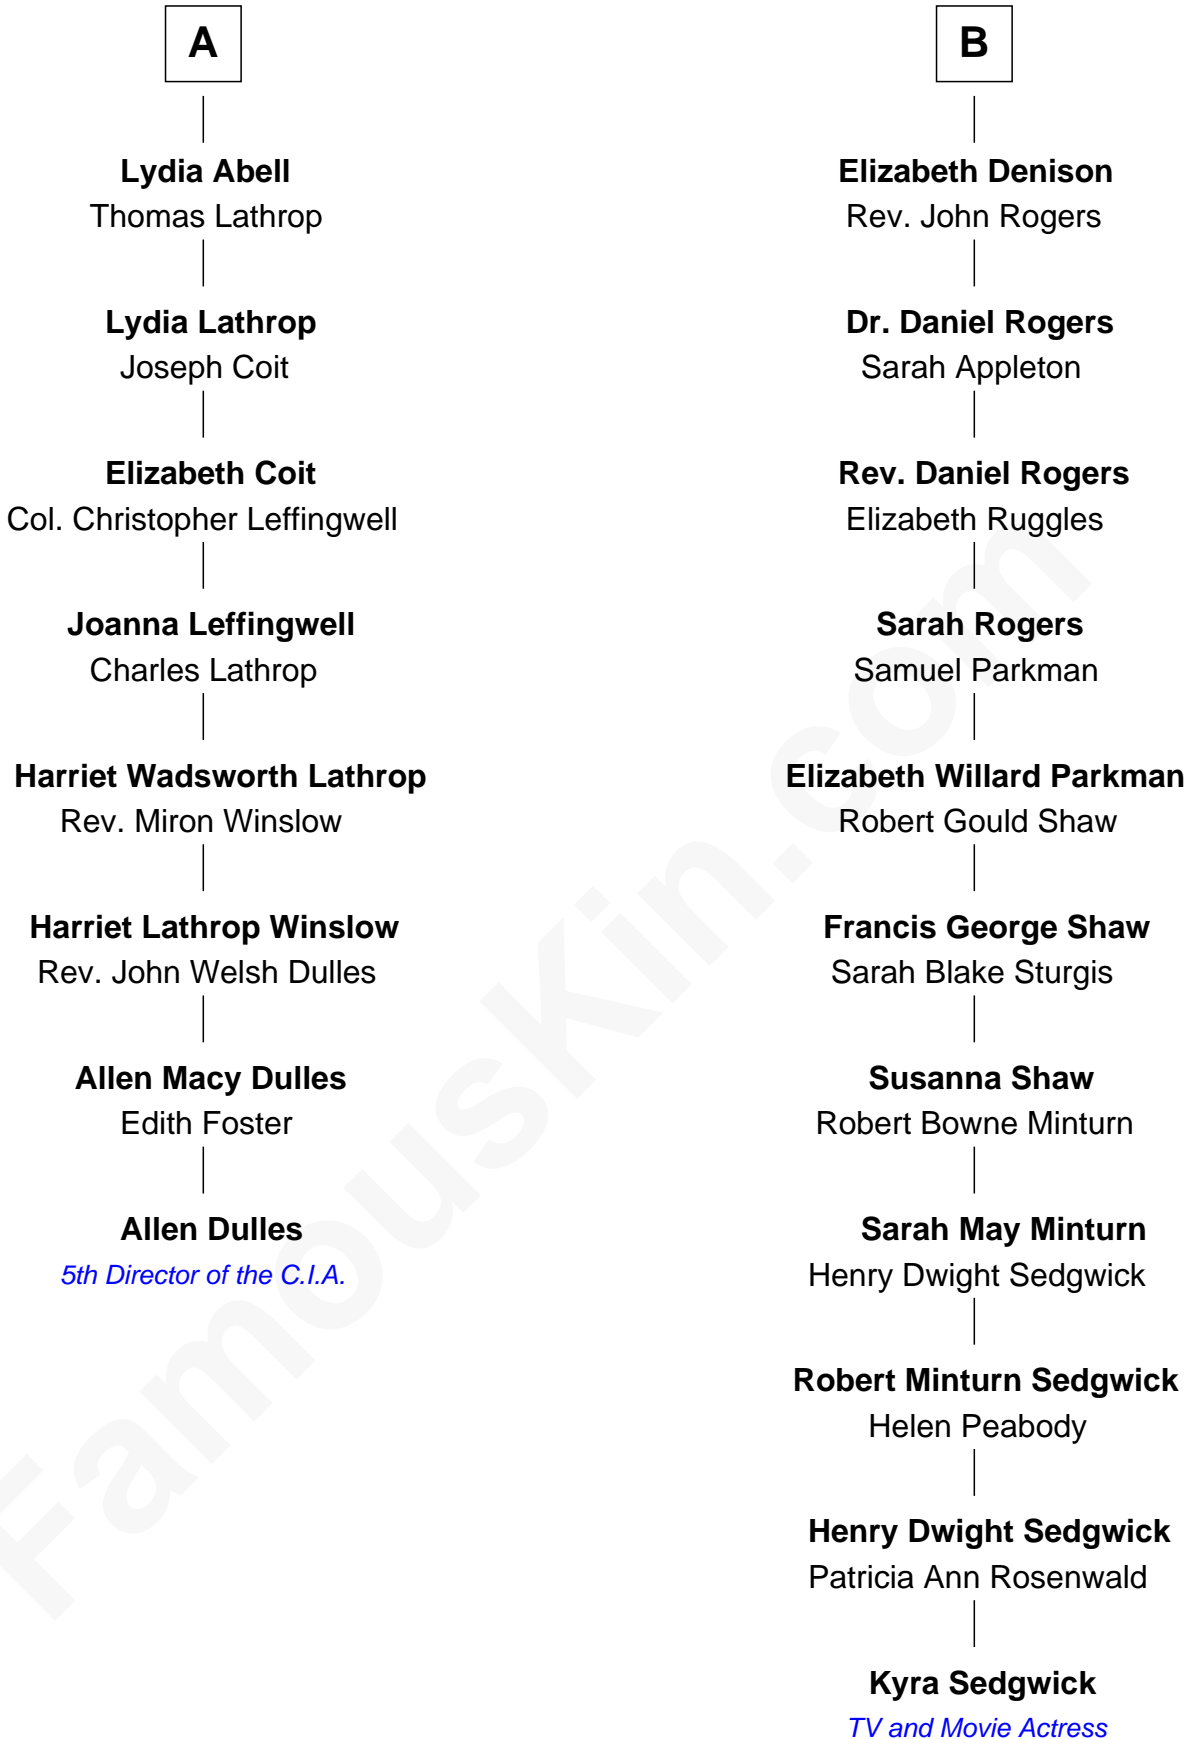 A
Lydia Abell
Thomas Lathrop
Lydia Lathrop
Joseph Coit
Elizabeth Coit
Col. Christopher Leffingwell
Joanna Leffingwell
Charles Lathrop
Harriet Wadsworth Lathrop
Rev. Miron Winslow
Harriet Lathrop Winslow
Rev. John Welsh Dulles
Allen Macy Dulles
Edith Foster
Allen Dulles
5th Director of the C.I.A.
B
Elizabeth Denison
Rev. John Rogers
Dr. Daniel Rogers
Sarah Appleton
Rev. Daniel Rogers
Elizabeth Ruggles
Sarah Rogers
Samuel Parkman
Elizabeth Willard Parkman
Robert Gould Shaw
Francis George Shaw
Sarah Blake Sturgis
Susanna Shaw
Robert Bowne Minturn
Sarah May Minturn
Henry Dwight Sedgwick
Robert Minturn Sedgwick
Helen Peabody
Henry Dwight Sedgwick
Patricia Ann Rosenwald
Kyra Sedgwick
TV and Movie Actress
FamousKin.com